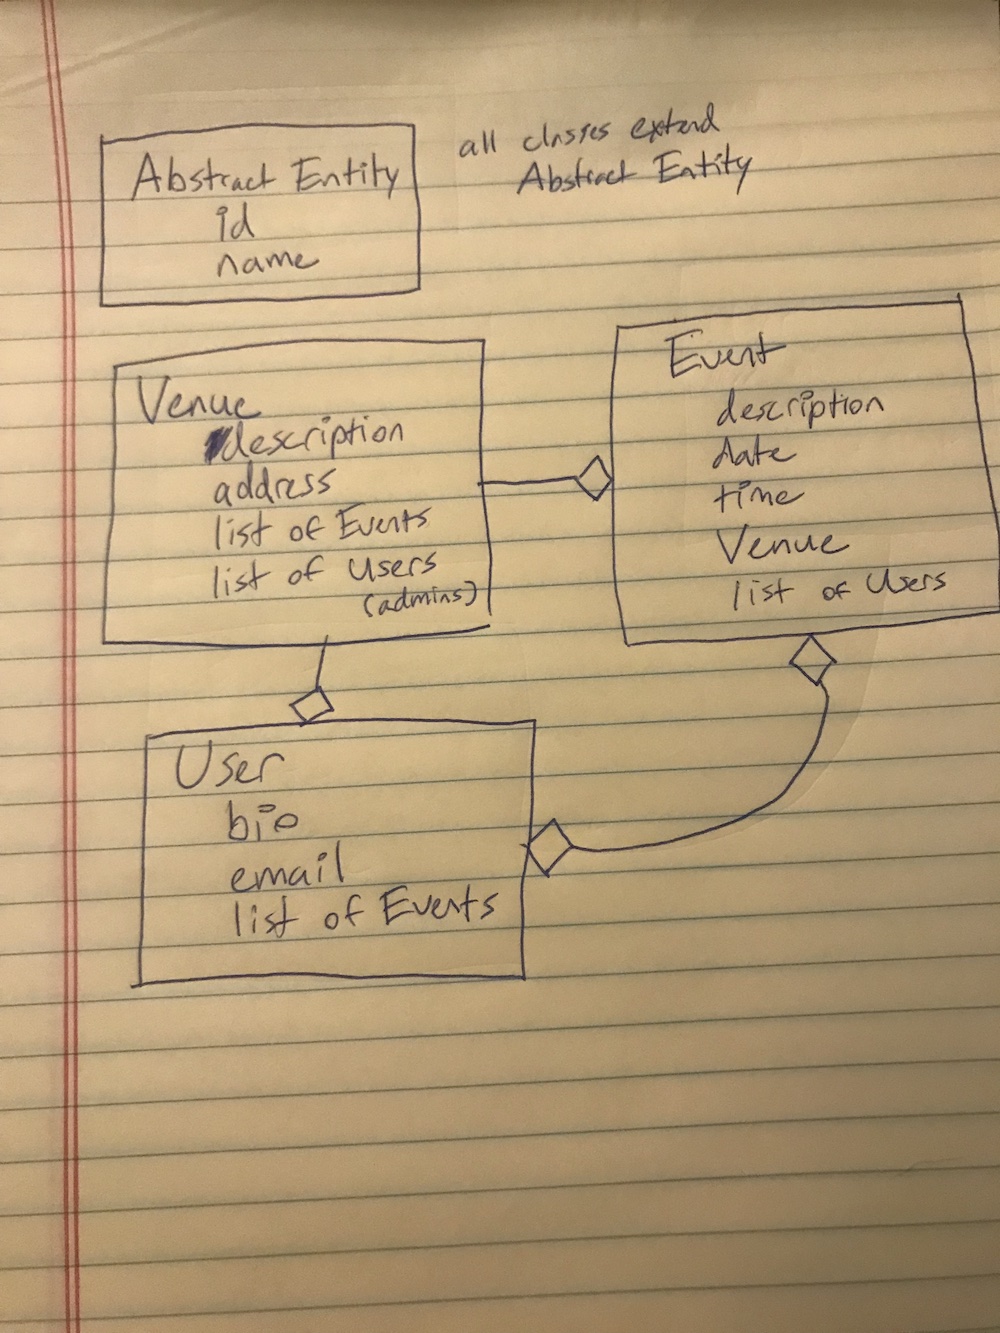 Abstract Entity
id
name
all classes extend
Abstract Entity
Venue
description
address
list of Events
list of Users
(admins)
Event
description
date
time
Venue
list of Users
User
bio
email
list of Events